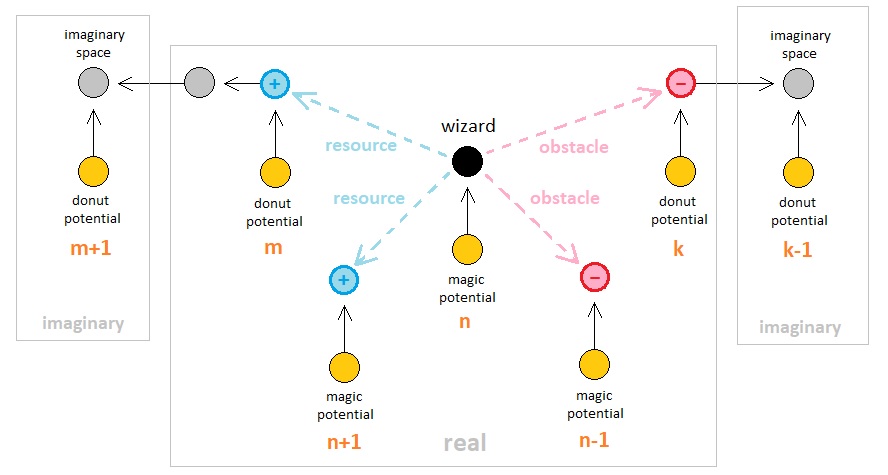 imaginary
space
imaginary
space
+
−
wizard
resource
obstacle
resource
obstacle
donut
potential
m+1
donut
potential
m
donut
potential
k
donut
potential
k-1
+
−
magic
potential
n
imaginary
imaginary
magic
potential
n+1
magic
potential
n-1
real